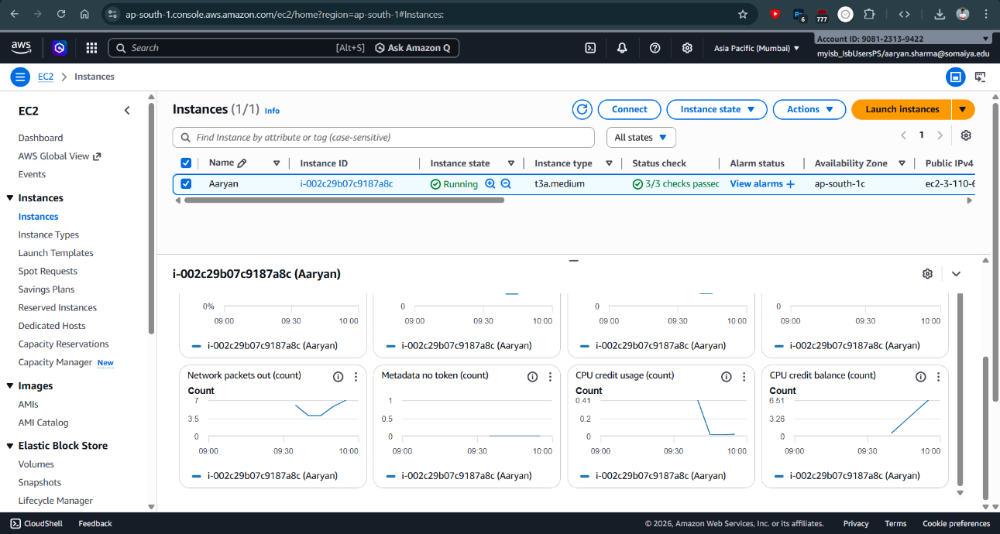 ap-south-1.console.aws.amazon.com/ec2/home?region=ap-south-1#Instances:
6
777
aws
Search [Alt+S] Ask Amazon Q
Asia Pacific (Mumbai)
Account ID: 9081-2313-9422
myisb_IsbUsersPS/aaryan.sharma@somaiya.edu
EC2 Instances
EC2
Dashboard
AWS Global View
Events
Instances
Instances
Instance Types
Launch Templates
Spot Requests
Savings Plans
Reserved Instances
Dedicated Hosts
Capacity Reservations
Capacity Manager New
Images
AMIs
AMI Catalog
Elastic Block Store
Volumes
Snapshots
Lifecycle Manager
Instances (1/1) Info
Connect Instance state Actions Launch instances
Find Instance by attribute or tag (case-sensitive) All states 1
Name Instance ID Instance state Instance type Status check Alarm status Availability Zone Public IPv4
Aaryan i-002c29b07c9187a8c Running t3a.medium 3/3 checks passec View alarms + ap-south-1c ec2-3-110-6
i-002c29b07c9187a8c (Aaryan)
0% 0 0 0
09:00 09:30 10:00 09:00 09:30 10:00 09:00 09:30 10:00 09:00 09:30 10:00
i-002c29b07c9187a8c (Aaryan) i-002c29b07c9187a8c (Aaryan) i-002c29b07c9187a8c (Aaryan) i-002c29b07c9187a8c (Aaryan)
Network packets out (count)
Count
7
3.5
0
09:00 09:30 10:00
i-002c29b07c9187a8c (Aaryan)
Metadata no token (count)
1
0.5
0
09:00 09:30 10:00
i-002c29b07c9187a8c (Aaryan)
CPU credit usage (count)
Count
0.41
0.2
0
09:00 09:30 10:00
i-002c29b07c9187a8c (Aaryan)
CPU credit balance (count)
Count
6.51
3.26
0
09:00 09:30 10:00
i-002c29b07c9187a8c (Aaryan)
CloudShell Feedback © 2026, Amazon Web Services, Inc. or its affiliates. Privacy Terms Cookie preferences